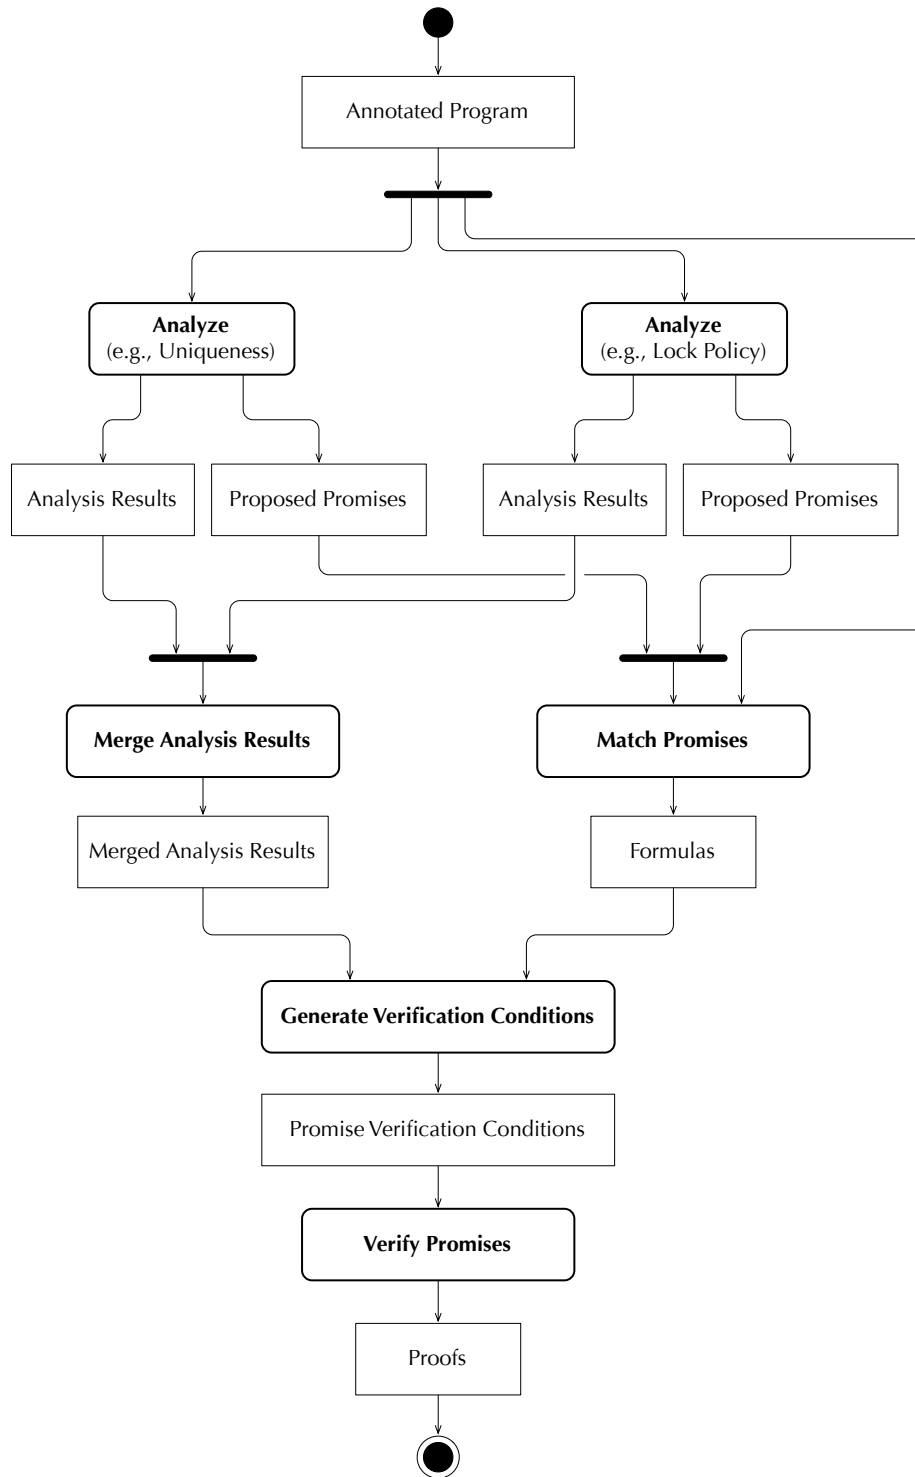 Annotated Program
Analyze
(e.g., Uniqueness)
Analyze
(e.g., Lock Policy)
Analysis Results
Proposed Promises
Analysis Results
Proposed Promises
Merge Analysis Results
Match Promises
Merged Analysis Results
Formulas
Generate Verification Conditions
Promise Verification Conditions
Verify Promises
Proofs